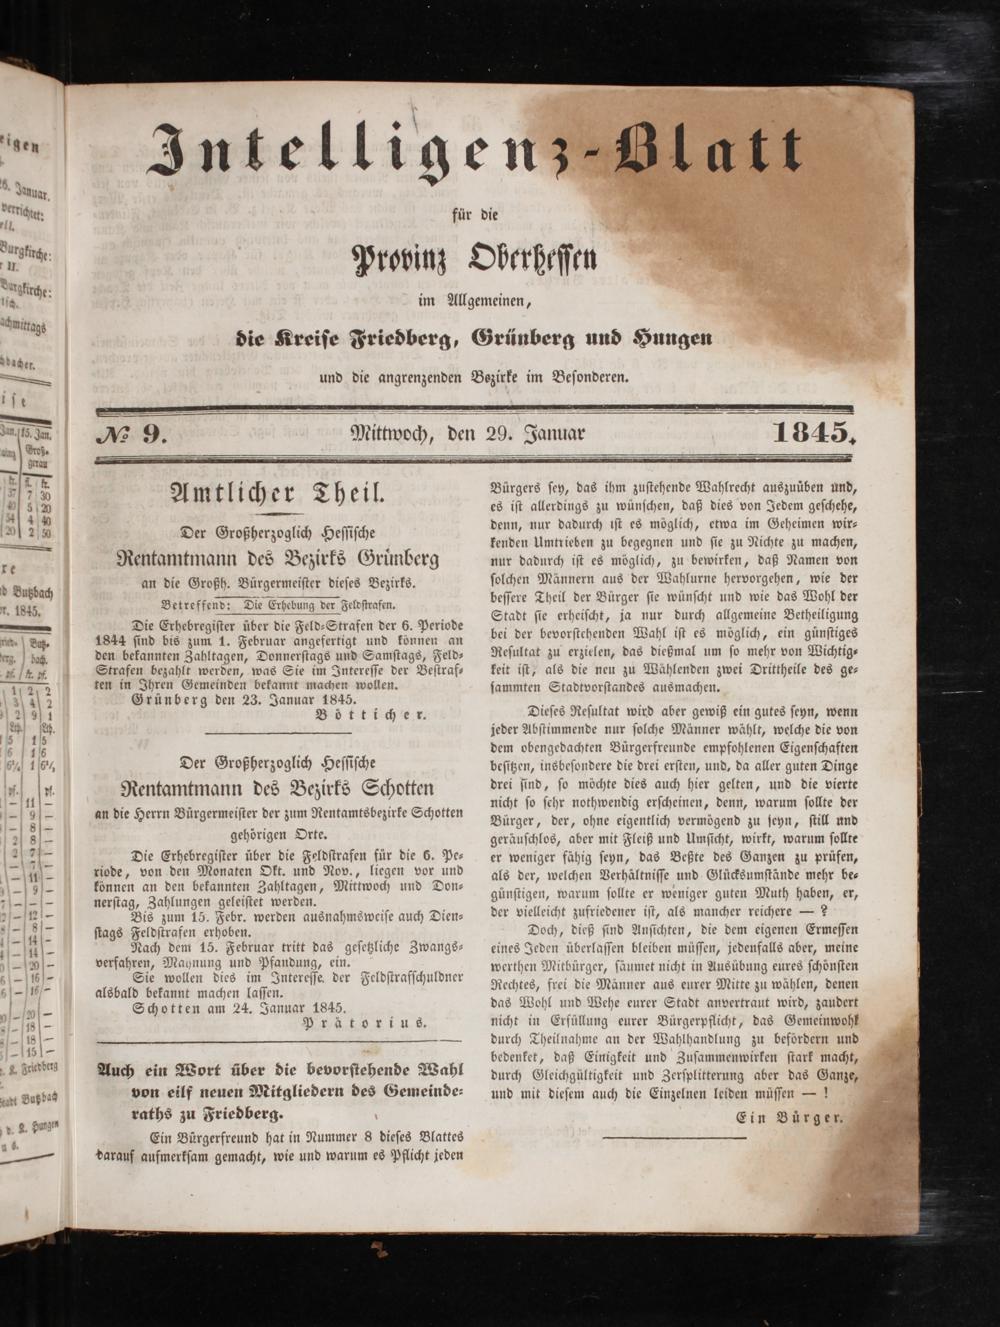 Intelligenz-Blatt
für die
Provinz Oberhessen
im Allgemeinen,
die Kreise Friedberg, Grünberg und Hungen
und die angrenzenden Bezirke im Besonderen.
№ 9.
Mittwoch, den 29. Januar
1845.
Amtlicher Theil.
Der Großherzoglich Hessische
Rentamtmann des Bezirks Grünberg
an die Großh. Bürgermeister dieses Bezirks.
Betreffend: Die Erhebung der Feldstrafen.
Die Erhebregister über die Feld-Strafen der 6. Periode
1844 sind bis zum 1. Februar angefertigt und können an
den bekannten Zahltagen, Donnerstags und Samstags, Feld-
Strafen bezahlt werden, was Sie im Interesse der Bestraf-
ten in Ihren Gemeinden bekannt machen wollen.
Grünberg den 23. Januar 1845.
Bötticher.
Der Großherzoglich Hessische
Rentamtmann des Bezirks Schotten
an die Herrn Bürgermeister der zum Rentamtsbezirke Schotten
gehörigen Orte.
Die Erhebregister über die Feldstrafen für die 6. Pe-
riode, von den Monaten Okt. und Nov., liegen vor und
können an den bekannten Zahltagen, Mittwoch und Don-
nerstag, Zahlungen geleistet werden.
Bis zum 15. Febr. werden ausnahmsweise auch Dien-
stags Feldstrafen erhoben.
Nach dem 15. Februar tritt das gesetzliche Zwangs-
verfahren, Mahnung und Pfandung, ein.
Sie wollen dies im Interesse der Feldstrafschuldner
alsbald bekannt machen lassen.
Schotten am 24. Januar 1845.
Prätorius.
Auch ein Wort über die bevorstehende Wahl
von eilf neuen Mitgliedern des Gemeinde-
raths zu Friedberg.
Ein Bürgerfreund hat in Nummer 8 dieses Blattes
darauf aufmerksam gemacht, wie und warum es Pflicht jeden
Bürgers sey, das ihm zustehende Wahlrecht auszuüben und,
es ist allerdings zu wünschen, daß dies von Jedem geschehe,
denn, nur dadurch ist es möglich, etwa im Geheimen wir-
kenden Umtrieben zu begegnen und sie zu Nichte zu machen,
nur dadurch ist es möglich, zu bewirken, daß Namen von
solchen Männern aus der Wahlurne hervorgehen, wie der
bessere Theil der Bürger sie wünscht und wie das Wohl der
Stadt sie erheischt, ja nur durch allgemeine Betheiligung
bei der bevorstehenden Wahl ist es möglich, ein günstiges
Resultat zu erzielen, das dießmal um so mehr von Wichtig-
keit ist, als die neu zu Wählenden zwei Drittheile des ge-
sammten Stadtvorstandes ausmachen.
Dieses Resultat wird aber gewiß ein gutes seyn, wenn
jeder Abstimmende nur solche Männer wählt, welche die von
dem obengedachten Bürgerfreunde empfohlenen Eigenschaften
besitzen, insbesondere die drei ersten, und, da aller guten Dinge
drei sind, so möchte dies auch hier gelten, und die vierte
nicht so sehr nothwendig erscheinen, denn, warum sollte der
Bürger, der, ohne eigentlich vermögend zu seyn, still und
geräuschlos, aber mit Fleiß und Umsicht, wirkt, warum sollte
er weniger fähig seyn, das Beßte des Ganzen zu prüfen,
als der, welchen Verhältnisse und Glücksumstände mehr be-
günstigen, warum sollte er weniger guten Muth haben, er,
der vielleicht zufriedener ist, als mancher reichere — ?
Doch, dieß sind Ansichten, die dem eigenen Ermessen
eines Jeden überlassen bleiben müssen, jedenfalls aber, meine
werthen Mitbürger, säumet nicht in Ausübung eures schönsten
Rechtes, frei die Männer aus eurer Mitte zu wählen, denen
das Wohl und Wehe eurer Stadt anvertraut wird, zaudert
nicht in Erfüllung eurer Bürgerpflicht, das Gemeinwohl
durch Theilnahme an der Wahlhandlung zu befördern und
bedenket, daß Einigkeit und Zusammenwirken stark macht,
durch Gleichgültigkeit und Zersplitterung aber das Ganze,
und mit diesem auch die Einzelnen leiden müssen — !
Ein Bürger.